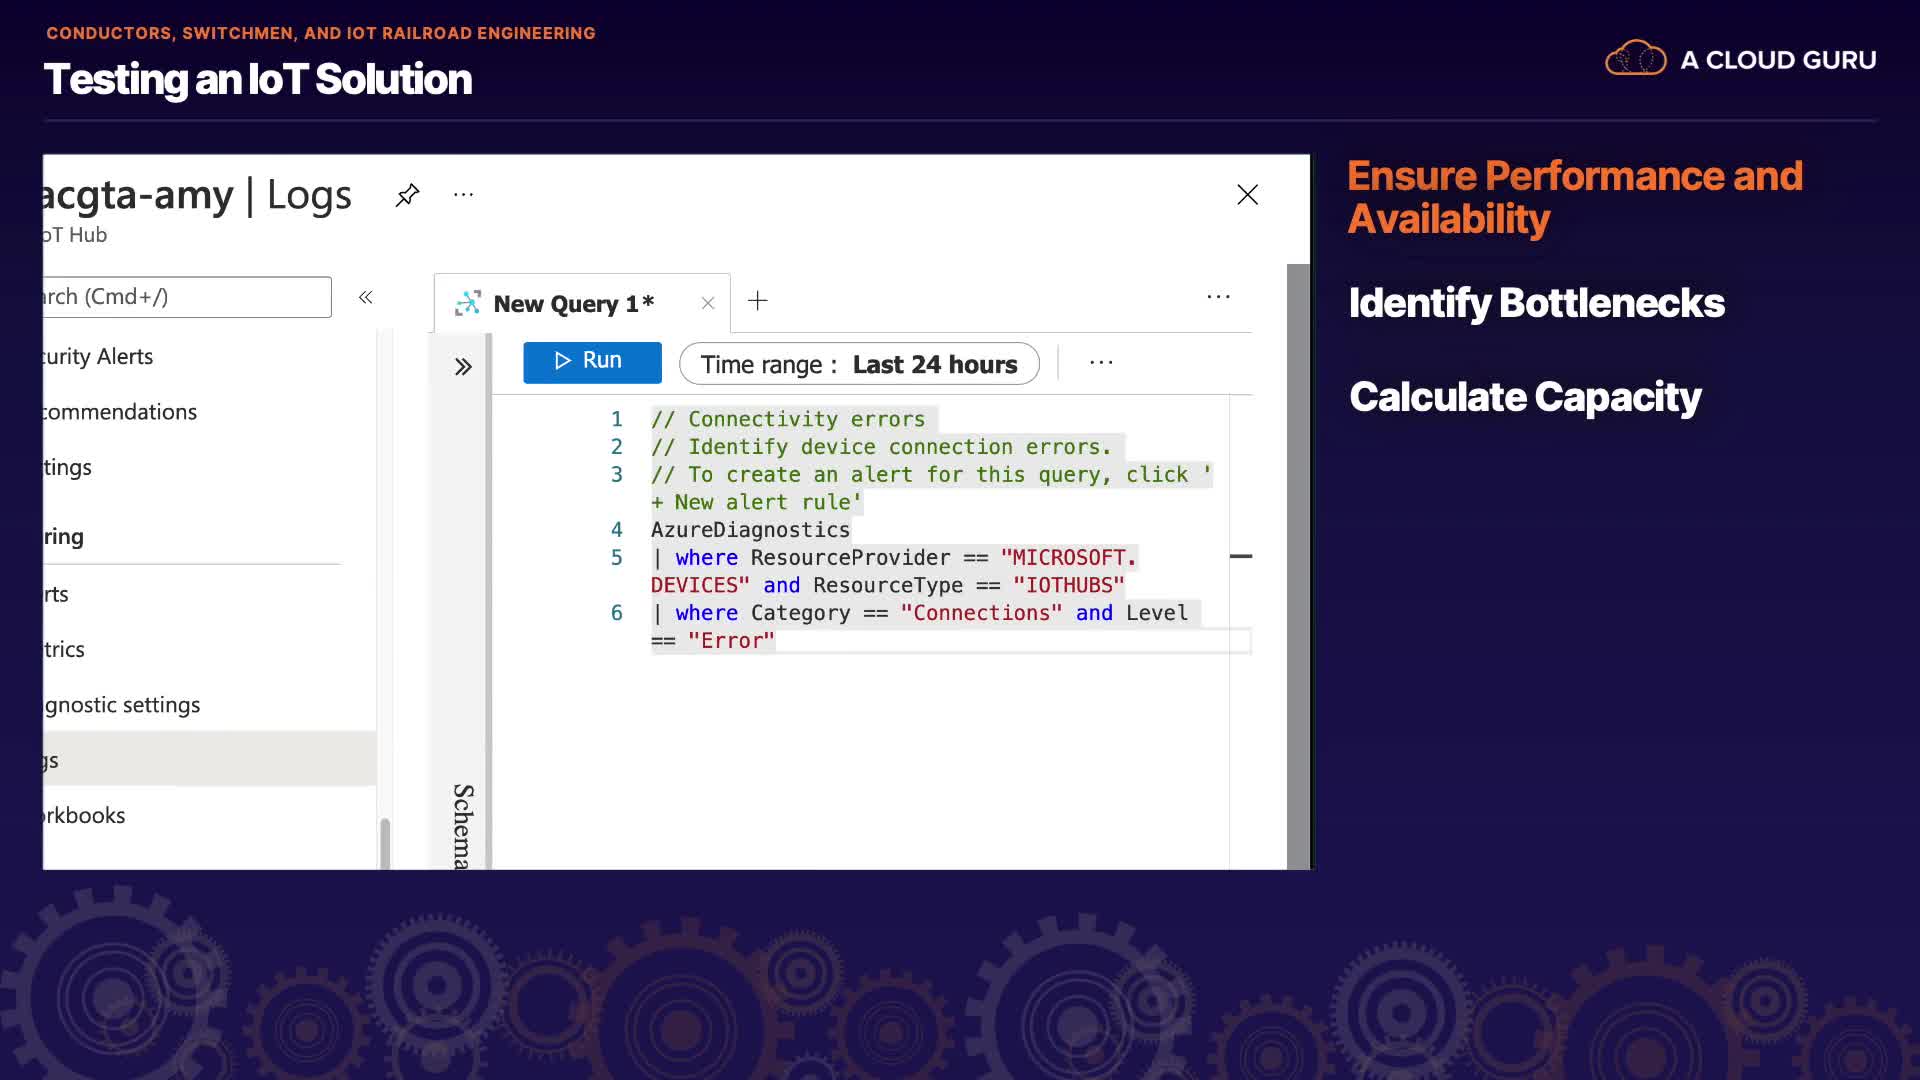 CONDUCTORS, SWITCHMEN, AND IOT RAILROAD ENGINEERING
Testing an IoT Solution
A CLOUD GURU
acgta-amy | Logs
oT Hub
rch (Cmd+/)
«
curity Alerts
commendations
tings
ring
rts
trics
gnostic settings
gs
orkbooks
New Query 1*
Run
Time range : Last 24 hours
Schema
1 // Connectivity errors
2 // Identify device connection errors.
3 // To create an alert for this query, click '
+ New alert rule'
4 AzureDiagnostics
5 | where ResourceProvider == "MICROSOFT.
DEVICES" and ResourceType == "IOTHUBS"
6 | where Category == "Connections" and Level
== "Error"
Ensure Performance and
Availability
Identify Bottlenecks
Calculate Capacity